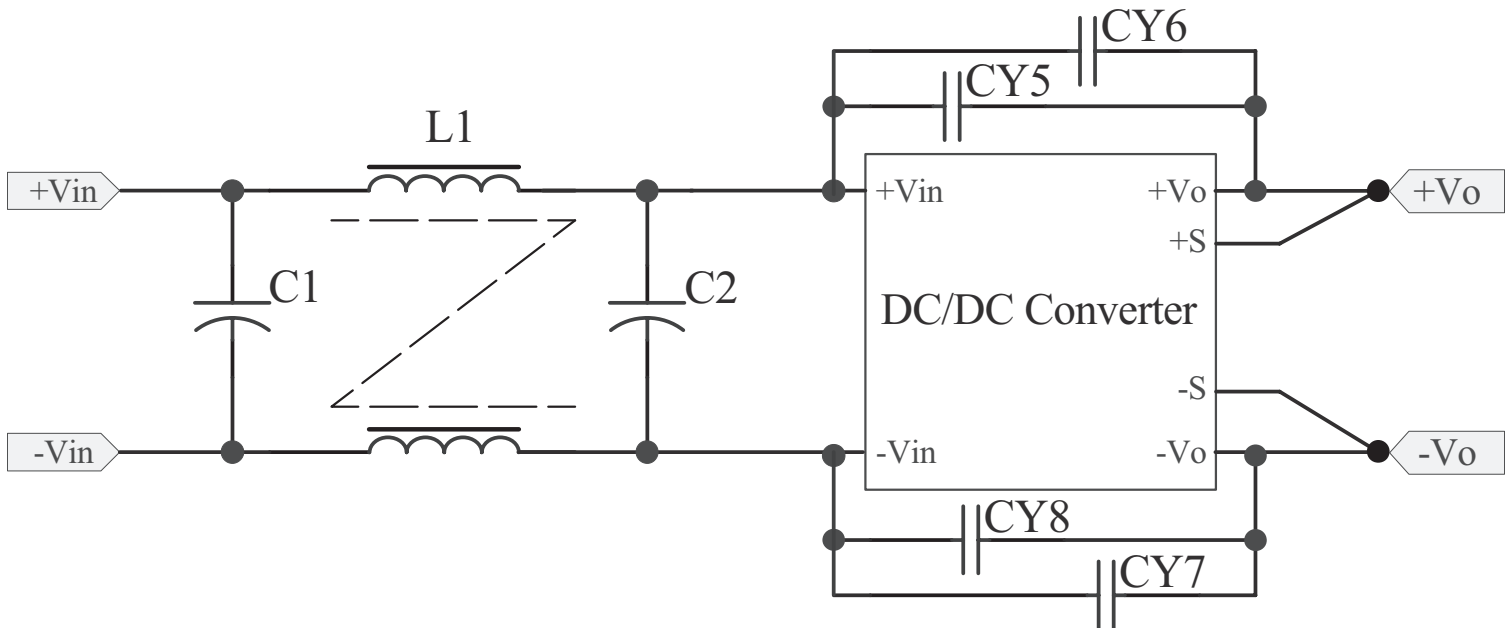 CY6
CY5
L1
+Vin
+Vin
+Vo
+Vo
+S
C1
C2
DC/DC Converter
-S
-Vin
-Vin
-Vo
-Vo
CY8
CY7